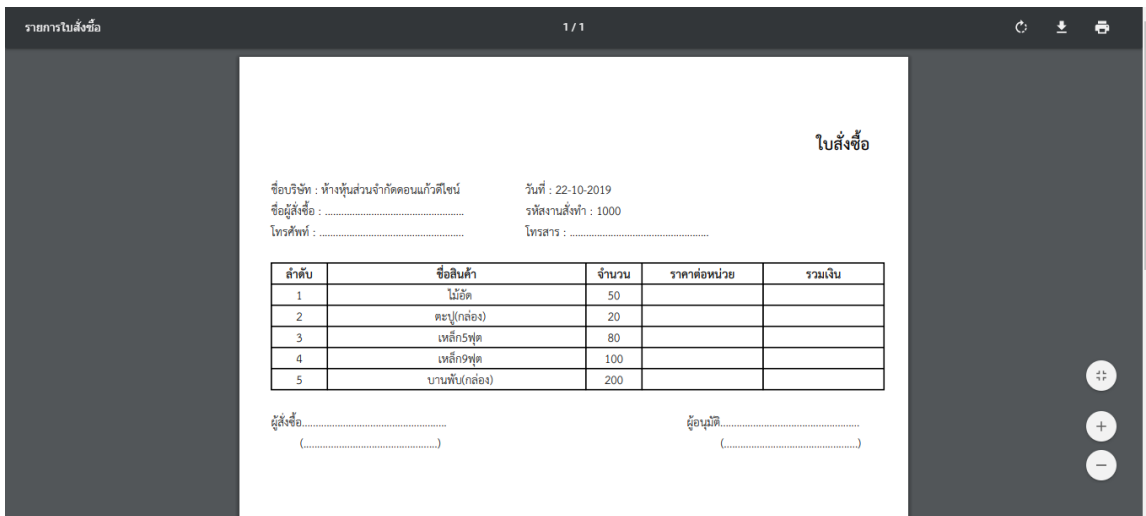 รายการใบสั่งซื้อ 1 / 1
ใบสั่งซื้อ
ชื่อบริษัท : ห้างหุ้นส่วนจำกัดดอนแก้วดีไซน์ วันที่ : 22-10-2019
ชื่อผู้สั่งซื้อ : ..................................................... รหัสงานสั่งทำ : 1000
โทรศัพท์ : ....................................................... โทรสาร : .....................................................
ลำดับ ชื่อสินค้า จำนวน ราคาต่อหน่วย รวมเงิน
1 ไม้อัด 50
2 ตะปู(กล่อง) 20
3 เหล็ก5ฟุต 80
4 เหล็ก9ฟุต 100
5 บานพับ(กล่อง) 200
ผู้สั่งซื้อ....................................................... ผู้อนุมัติ.....................................................
(...................................................) (...................................................)